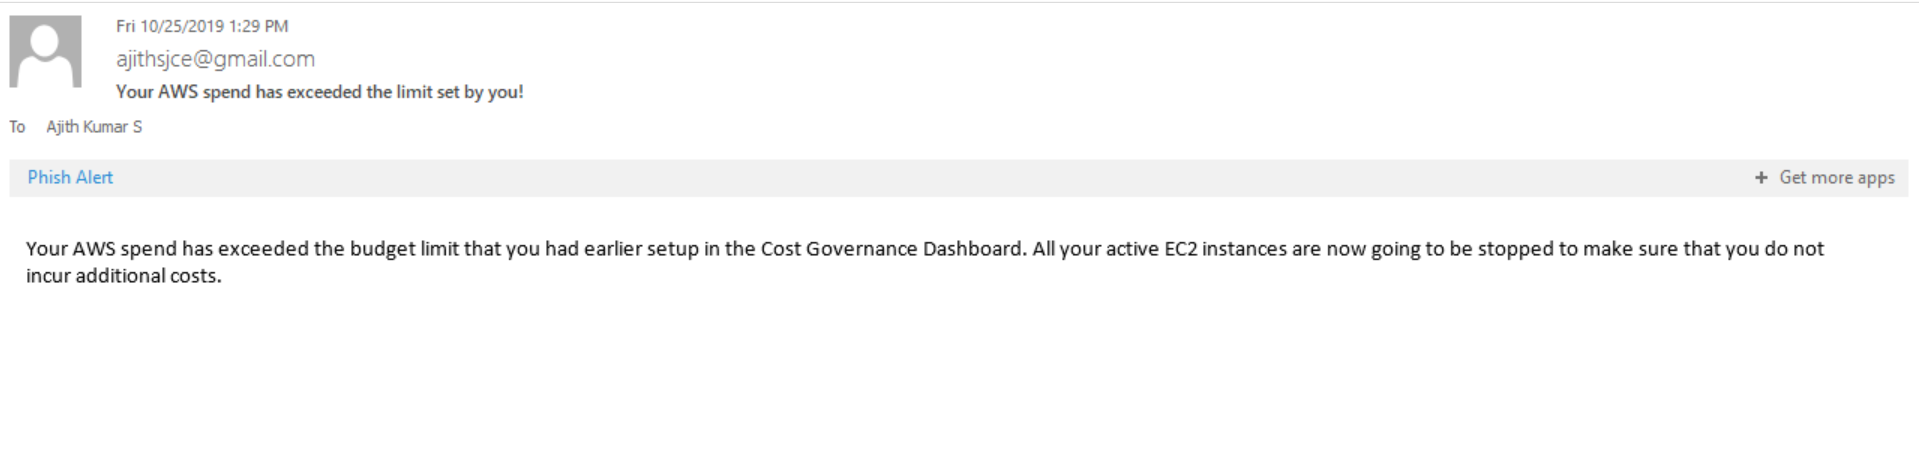 Fri 10/25/2019 1:29 PM
ajithsjce@gmail.com
Your AWS spend has exceeded the limit set by you!
To Ajith Kumar S
Phish Alert + Get more apps
Your AWS spend has exceeded the budget limit that you had earlier setup in the Cost Governance Dashboard. All your active EC2 instances are now going to be stopped to make sure that you do not
incur additional costs.